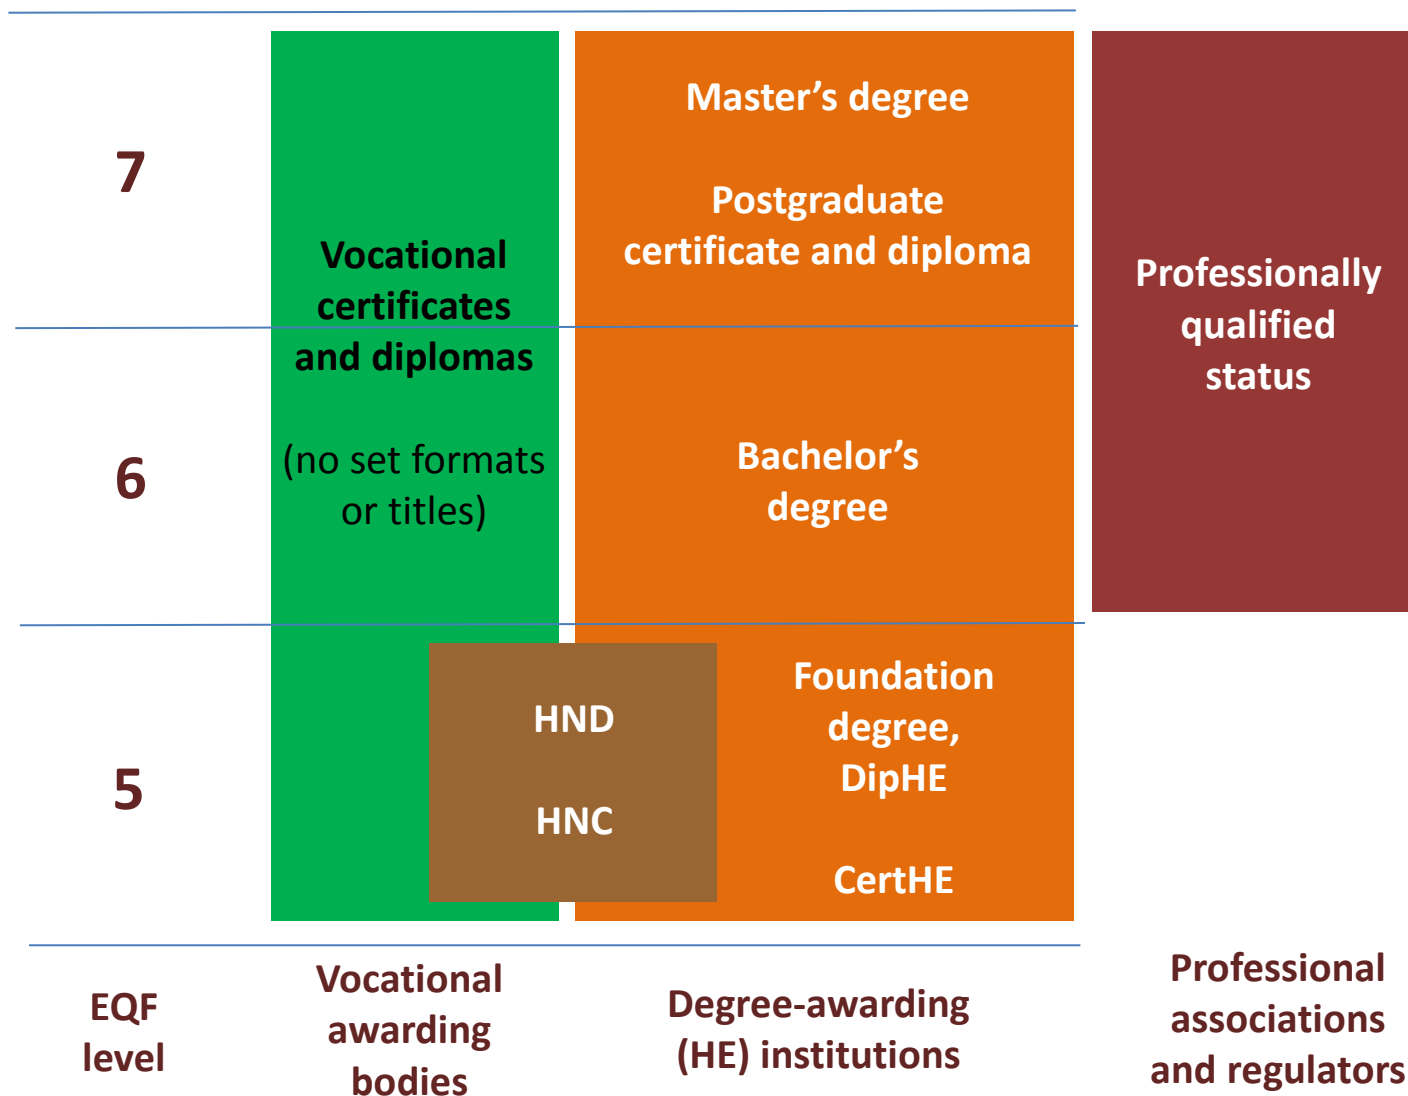 7
Vocational
certificates
and diplomas
(no set formats
or titles)
Master’s degree
Postgraduate
certificate and diploma
Professionally
qualified
status
6
Bachelor’s
degree
5
HND
HNC
Foundation
degree,
DipHE
CertHE
EQF
level
Vocational
awarding
bodies
Degree-awarding
(HE) institutions
Professional
associations
and regulators